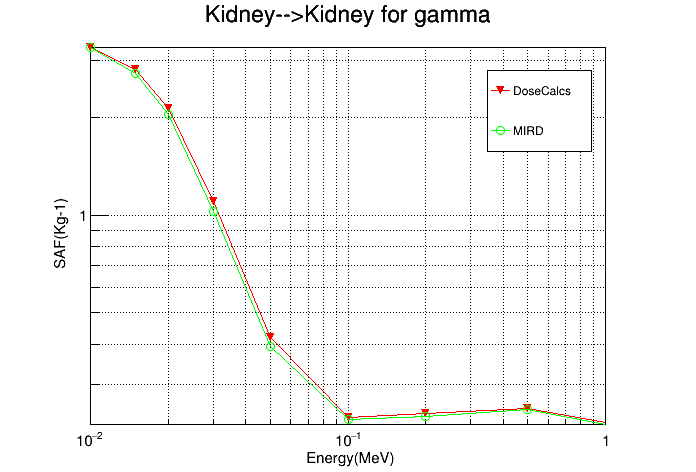 Kidney-->Kidney for gamma
DoseCalcs
MIRD
1
SAF(Kg-1)
10⁻² 10⁻¹ 1
Energy(MeV)